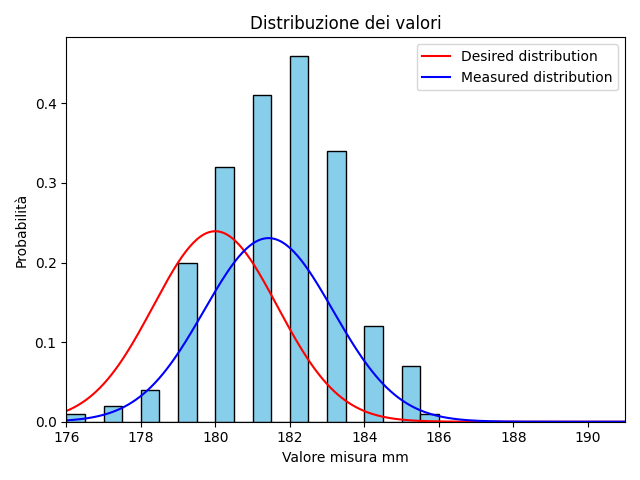 Distribuzione dei valori
Desired distribution
Measured distribution
Probabilità
0.4
0.3
0.2
0.1
0.0
176 178 180 182 184 186 188 190
Valore misura mm